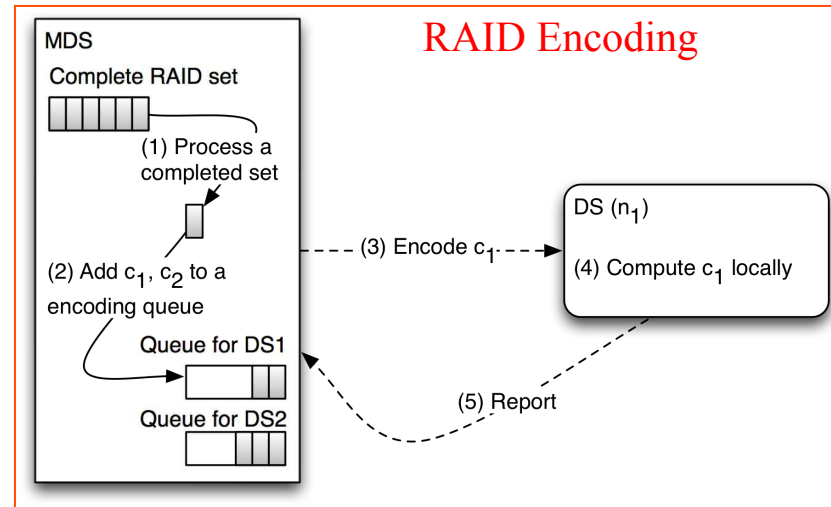 RAID Encoding
MDS
Complete RAID set
(1) Process a
completed set
(2) Add c1, c2 to a
encoding queue
Queue for DS1
Queue for DS2
(3) Encode c1
DS (n1)
(4) Compute c1 locally
(5) Report